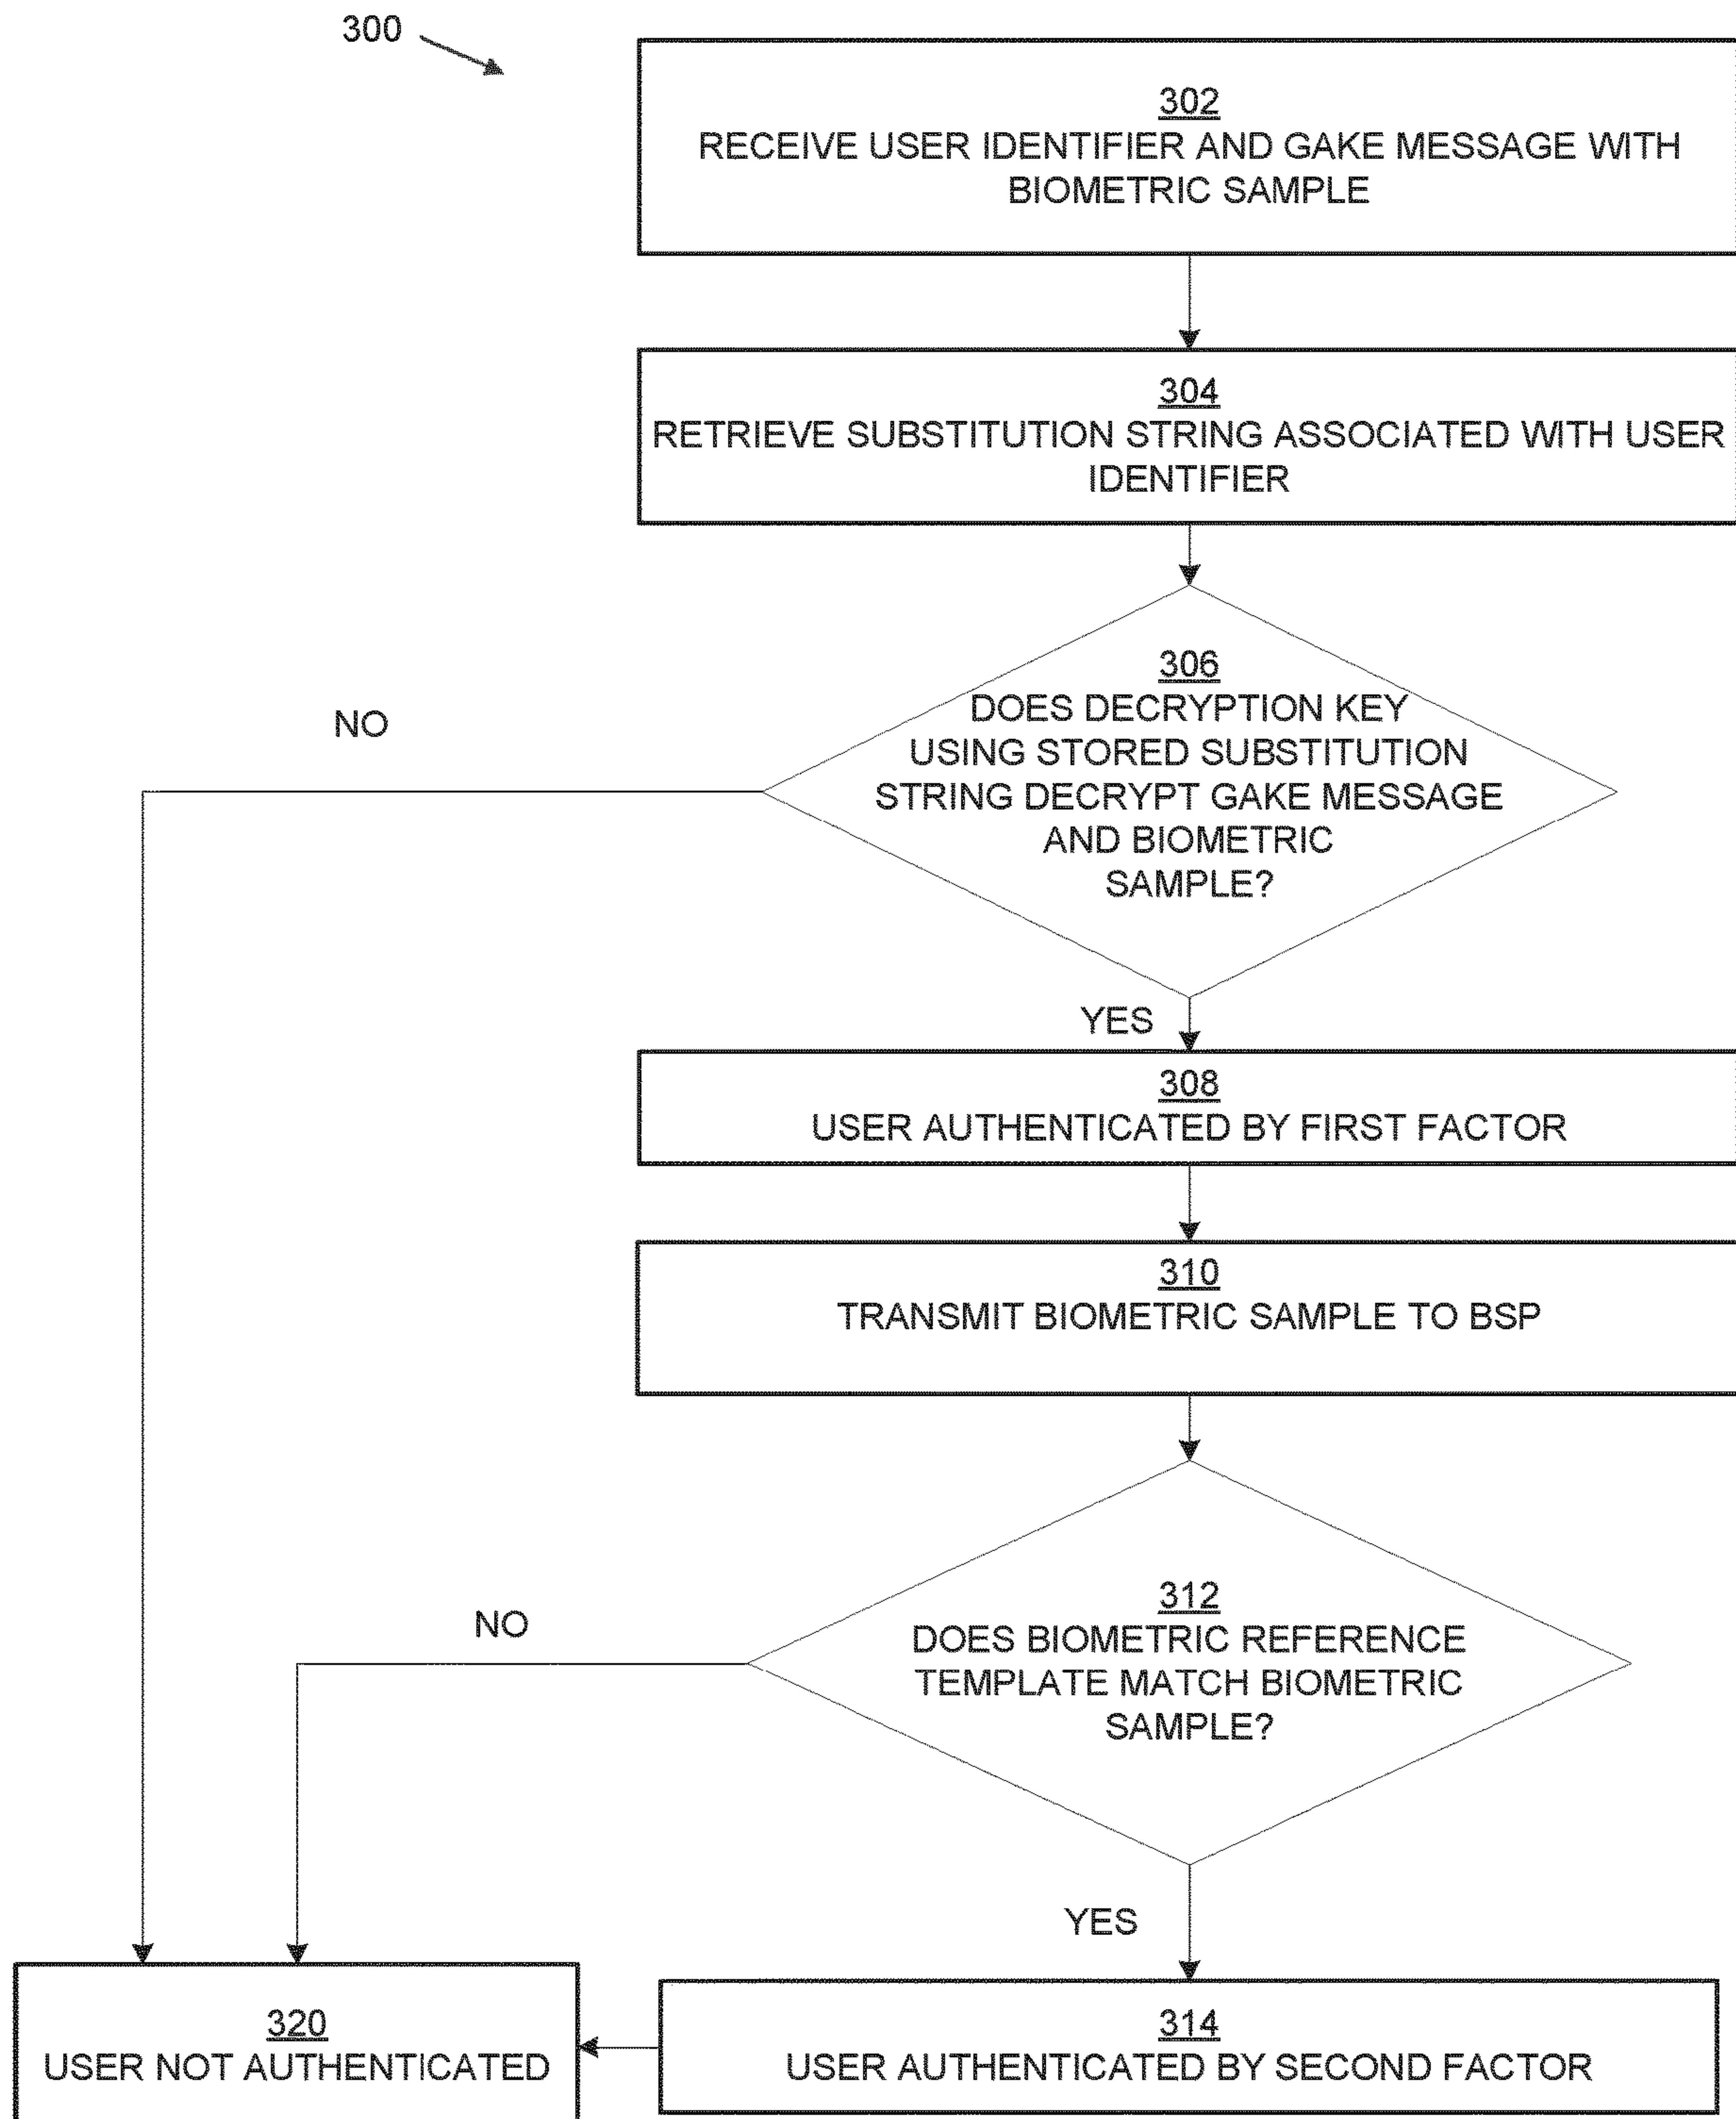 300
302
RECEIVE USER IDENTIFIER AND GAKE MESSAGE WITH
BIOMETRIC SAMPLE
304
RETRIEVE SUBSTITUTION STRING ASSOCIATED WITH USER
IDENTIFIER
306
DOES DECRYPTION KEY
USING STORED SUBSTITUTION
STRING DECRYPT GAKE MESSAGE
AND BIOMETRIC
SAMPLE?
NO
YES
308
USER AUTHENTICATED BY FIRST FACTOR
310
TRANSMIT BIOMETRIC SAMPLE TO BSP
312
DOES BIOMETRIC REFERENCE
TEMPLATE MATCH BIOMETRIC
SAMPLE?
NO
YES
320
USER NOT AUTHENTICATED
314
USER AUTHENTICATED BY SECOND FACTOR